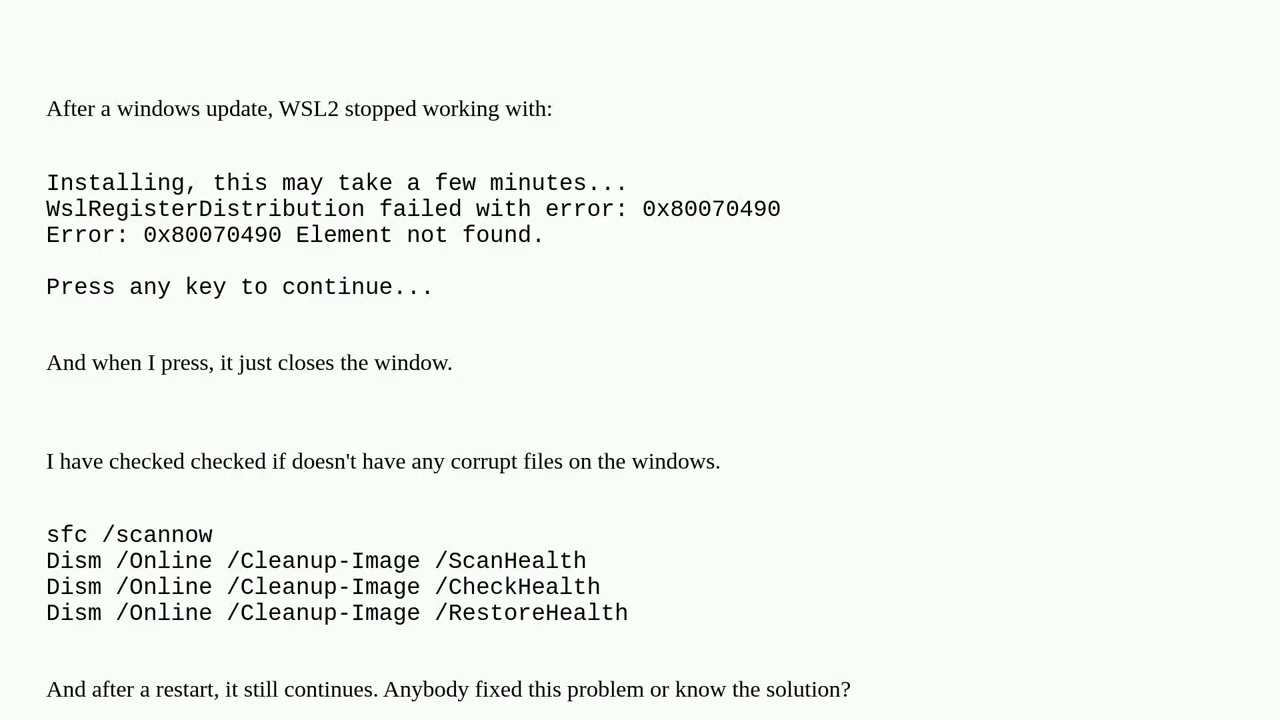 After a windows update, WSL2 stopped working with:
Installing, this may take a few minutes...
WslRegisterDistribution failed with error: 0x80070490
Error: 0x80070490 Element not found.
Press any key to continue...
And when I press, it just closes the window.
I have checked checked if doesn't have any corrupt files on the windows.
sfc /scannow
Dism /Online /Cleanup-Image /ScanHealth
Dism /Online /Cleanup-Image /CheckHealth
Dism /Online /Cleanup-Image /RestoreHealth
And after a restart, it still continues. Anybody fixed this problem or know the solution?